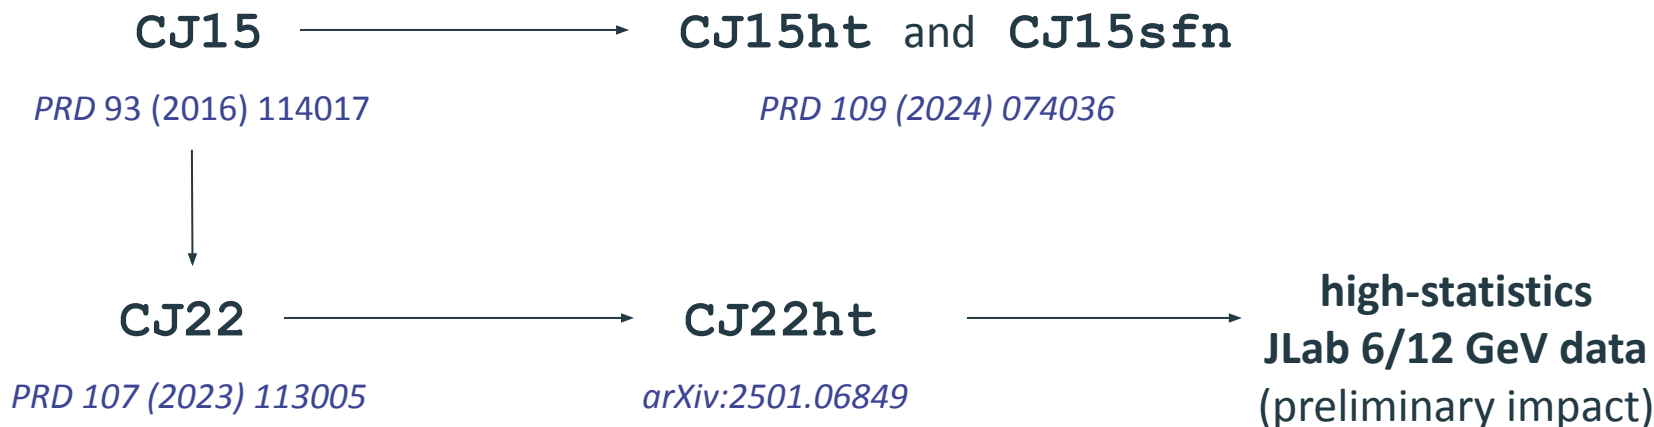 CJ15 CJ15ht and CJ15sfn
PRD 93 (2016) 114017 PRD 109 (2024) 074036
CJ22 CJ22ht high-statistics
JLab 6/12 GeV data
PRD 107 (2023) 113005 arXiv:2501.06849 (preliminary impact)